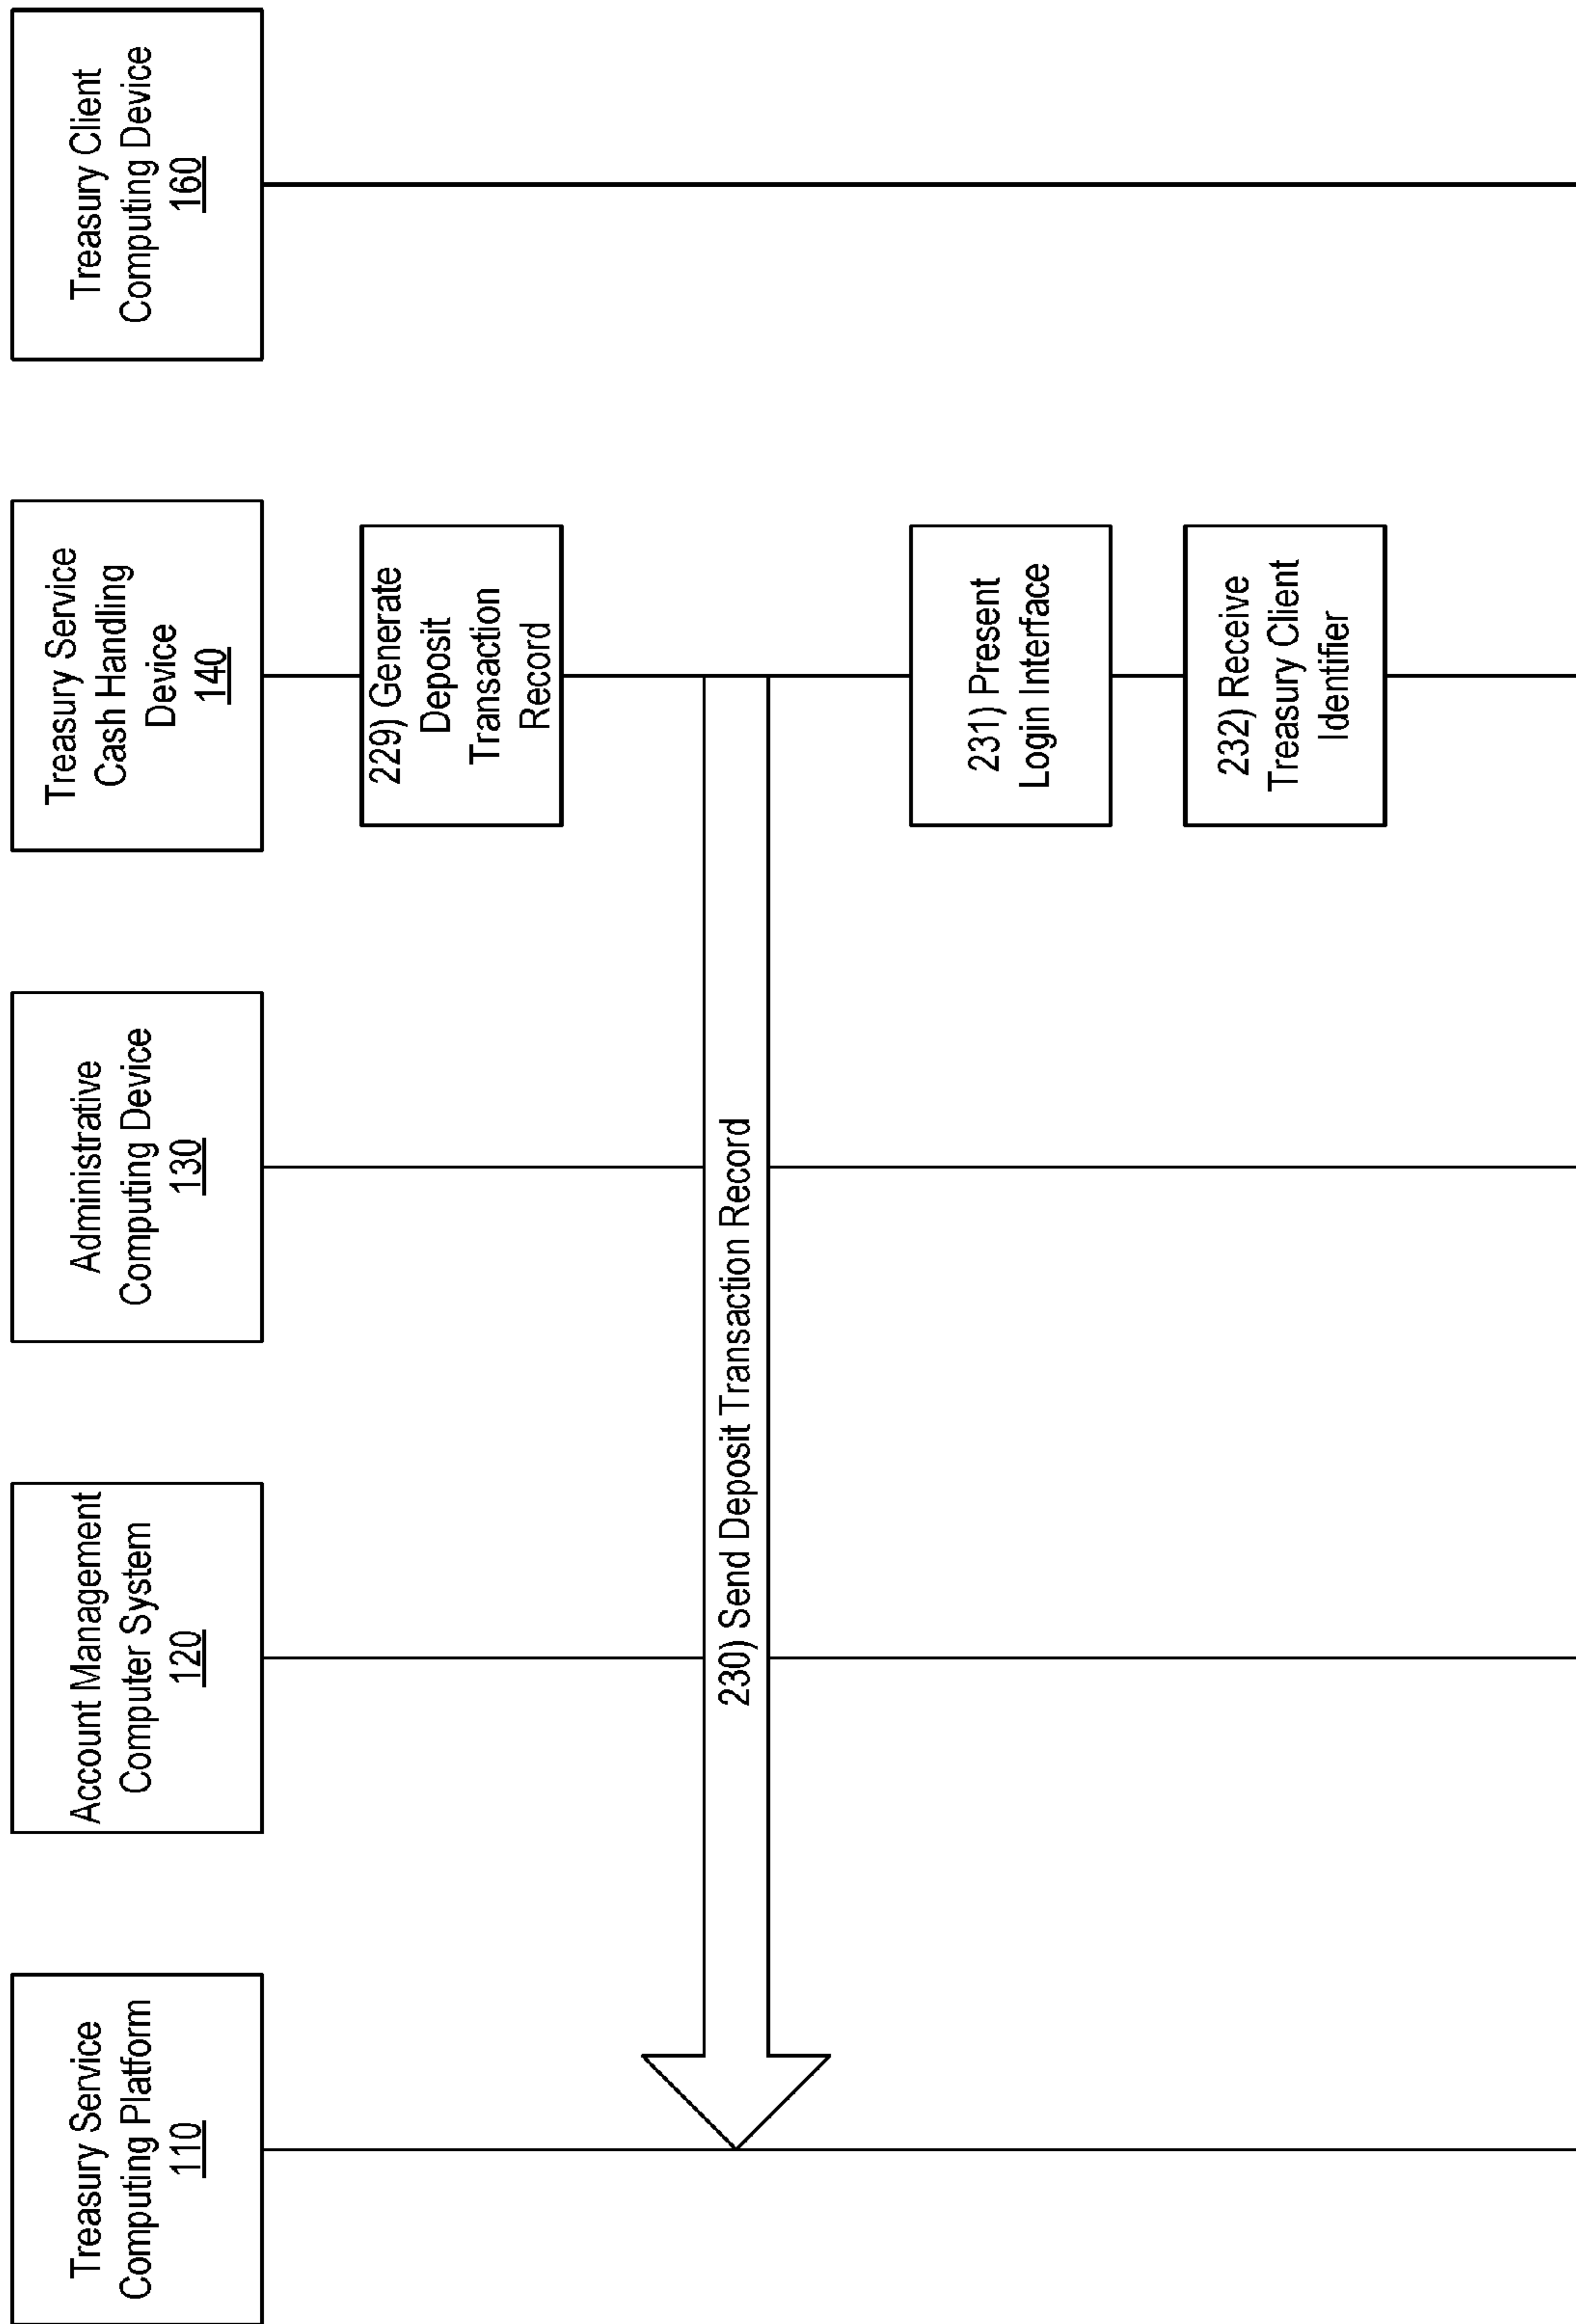 Treasury Service
Computing Platform
110
Account Management
Computer System
120
Administrative
Computing Device
130
Treasury Service
Cash Handling
Device
140
Treasury Client
Computing Device
160
229) Generate
Deposit
Transaction
Record
230) Send Deposit Transaction Record
231) Present
Login Interface
232) Receive
Treasury Client
Identifier